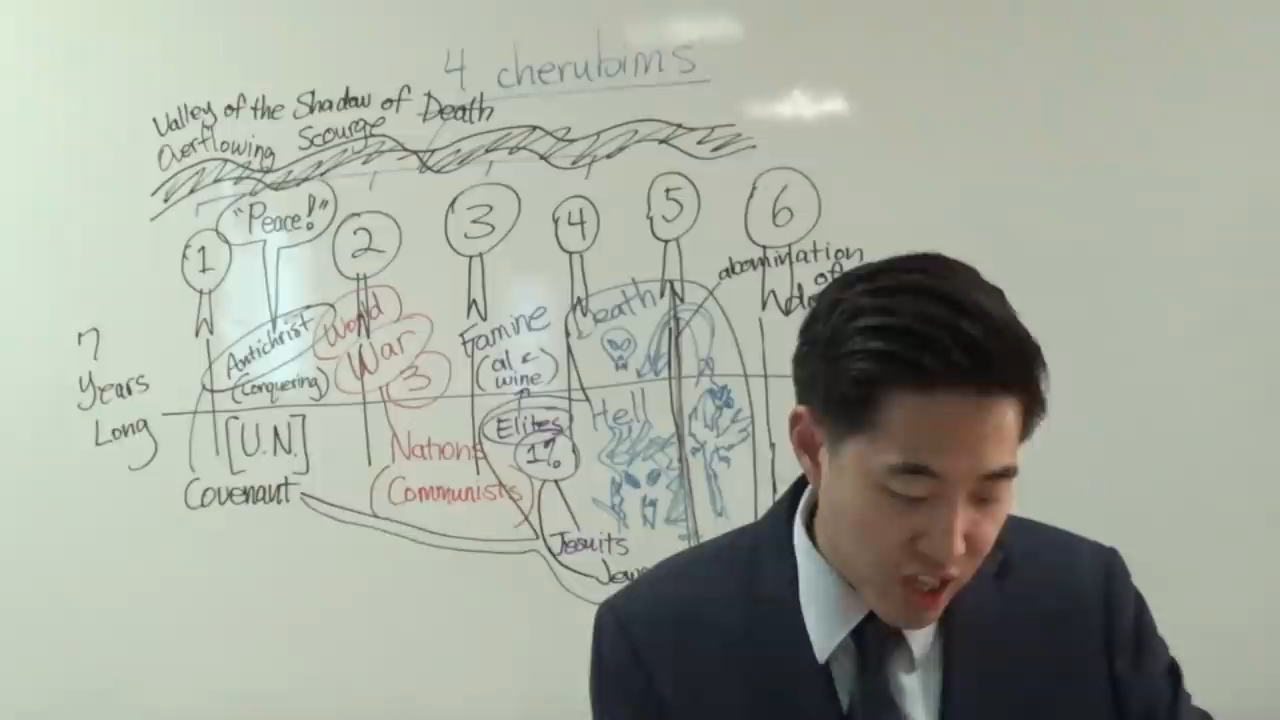 4 cherubims
Valley of the Shadow of Death
Overflowing Scourge
1
"Peace!"
2
3
4
5
6
abomination
of
7
Years
Long
Antichrist
(Conquering)
World
War
3
Famine
wine)
Death
[U.N.]
Covenant
Nations
Communists
Elites
1%
Hell
Jesuits